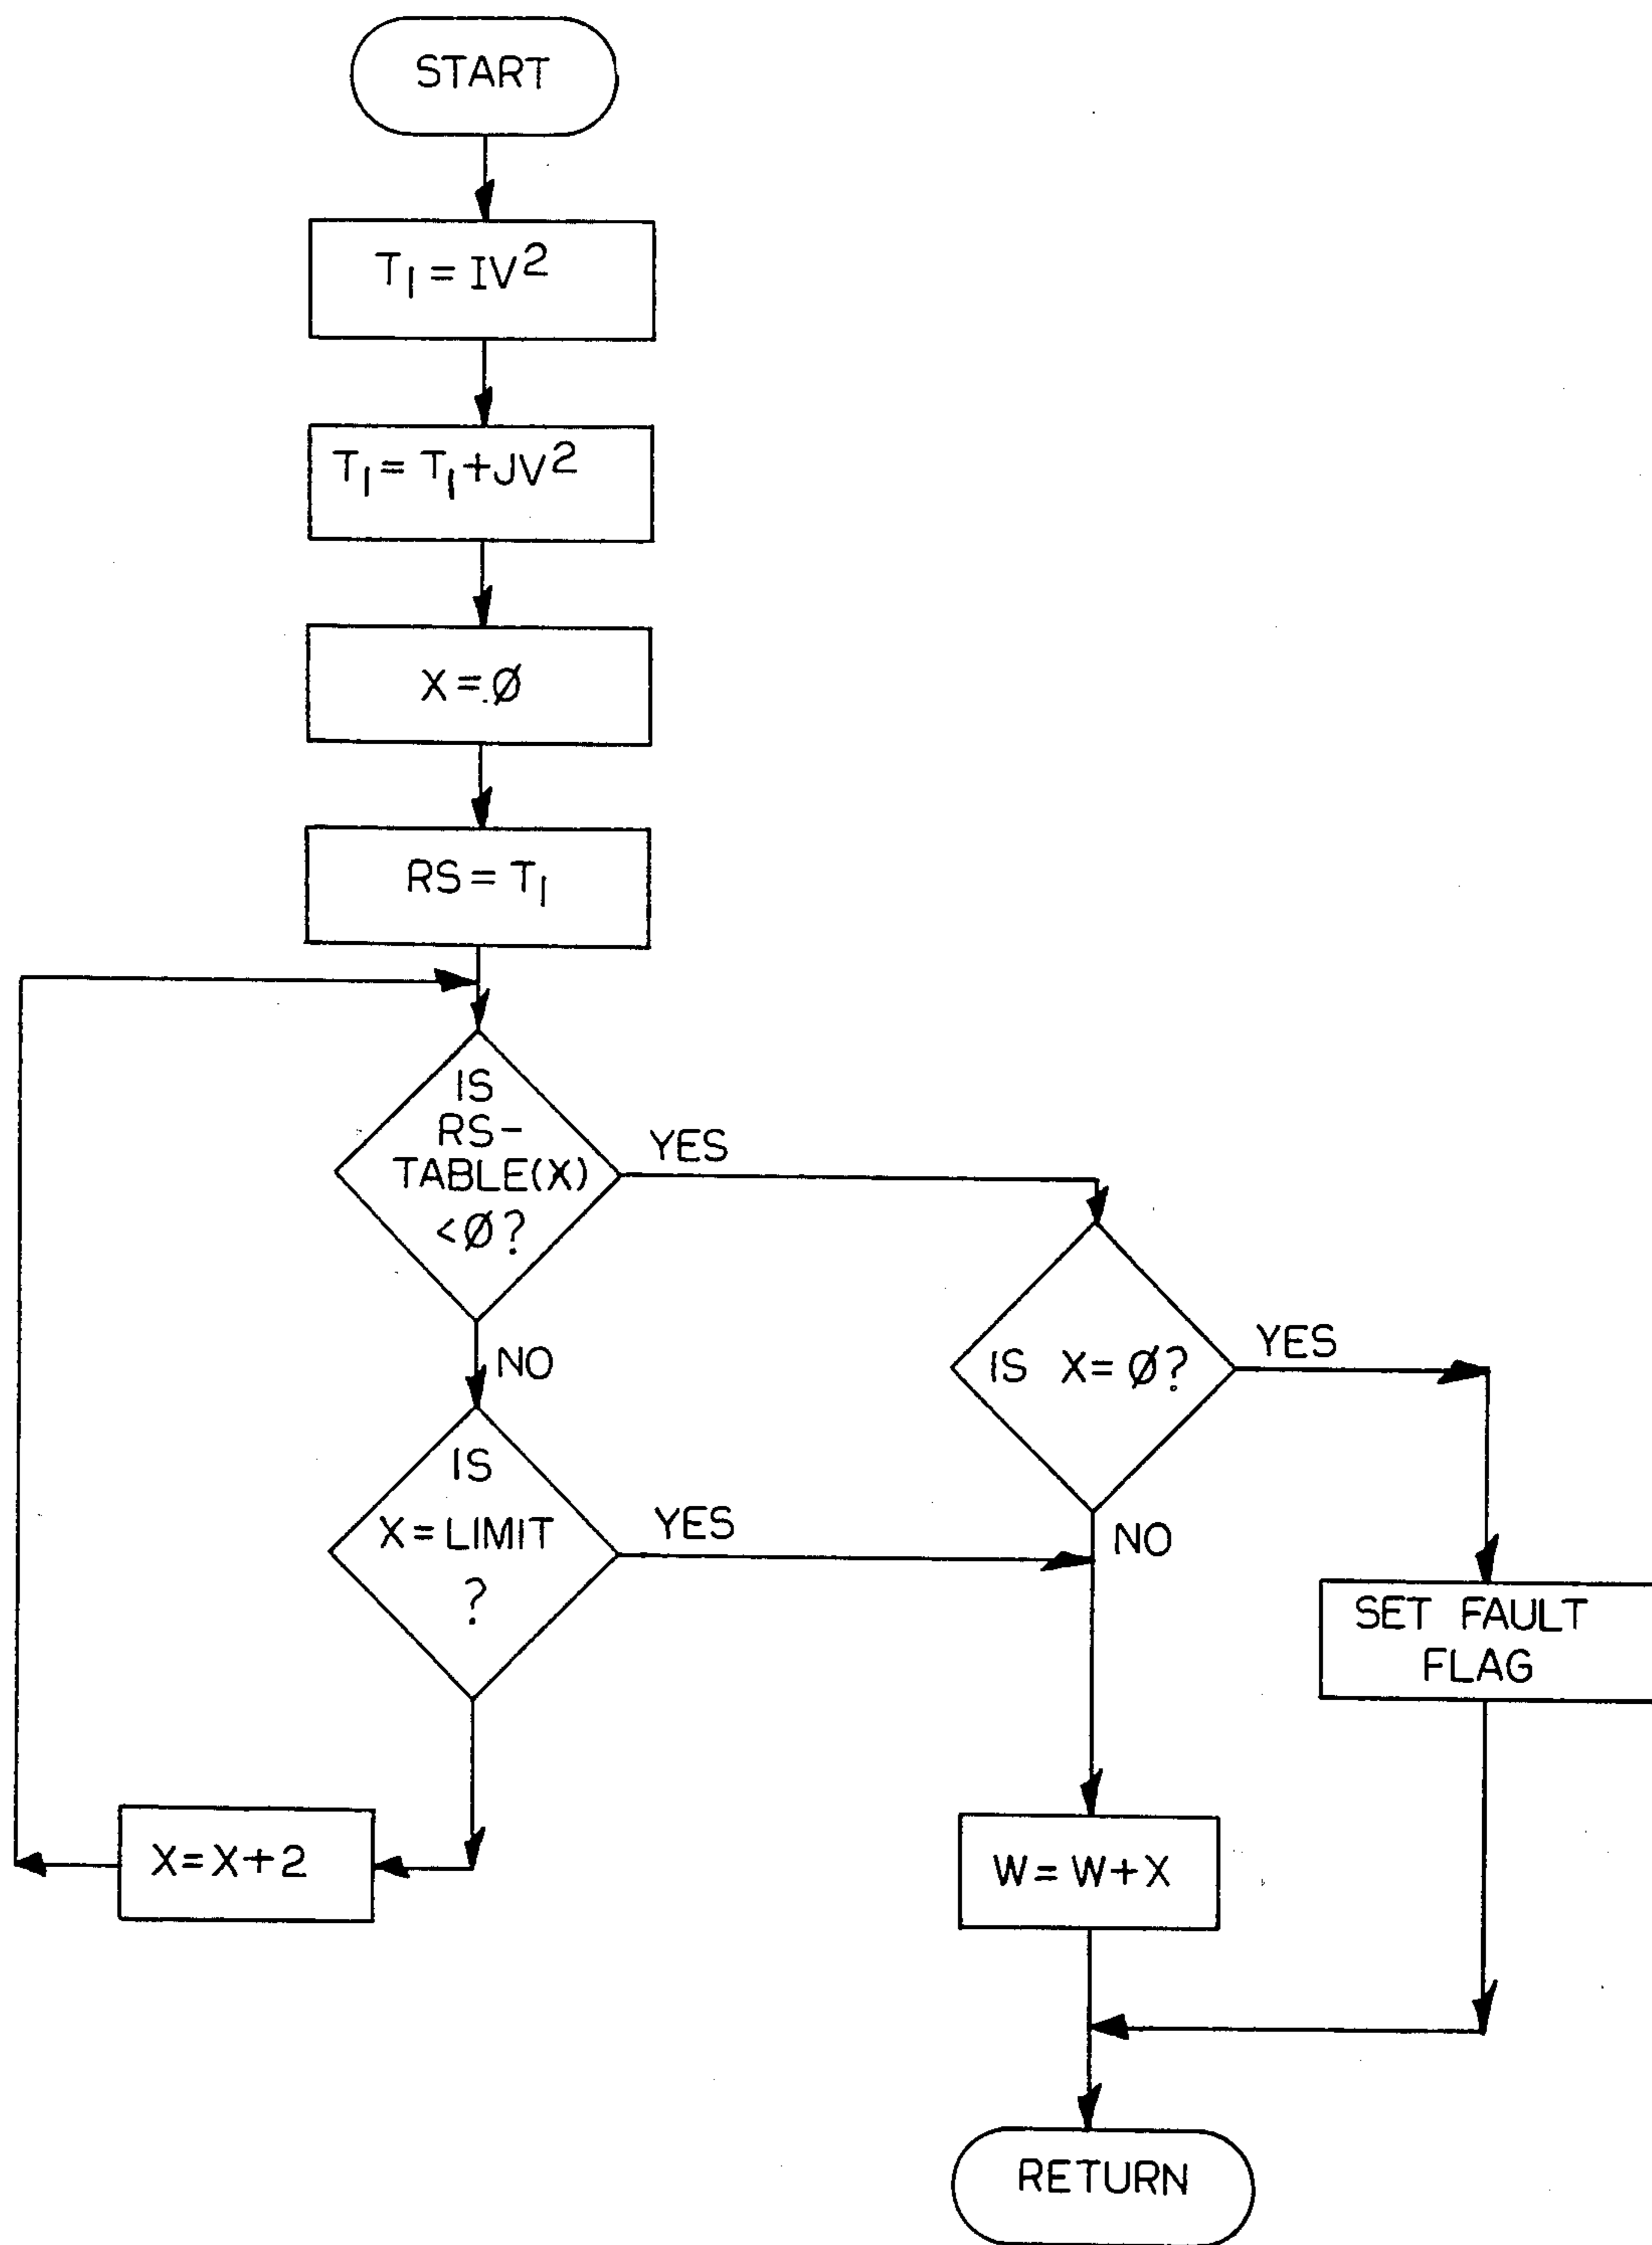 START
T₁ = IV²
T₁ = T₁+JV²
X = Ø
RS = T₁
IS
RS-
TABLE(X)
<Ø?
YES
NO
IS X=Ø?
YES
NO
IS
X=LIMIT
?
YES
SET FAULT
FLAG
X=X+2
W=W+X
RETURN